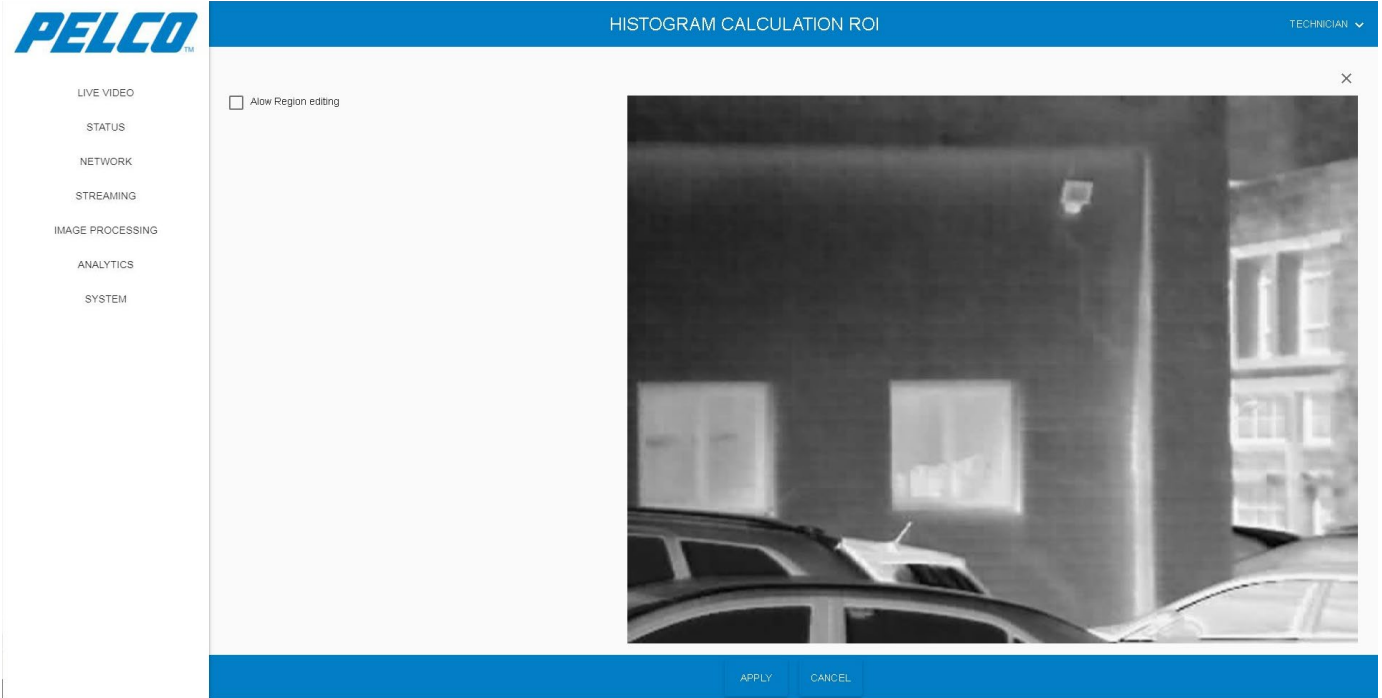 PELCO TM
HISTOGRAM CALCULATION ROI
TECHNICIAN
LIVE VIDEO
STATUS
NETWORK
STREAMING
IMAGE PROCESSING
ANALYTICS
SYSTEM
Alow Region editing
APPLY CANCEL